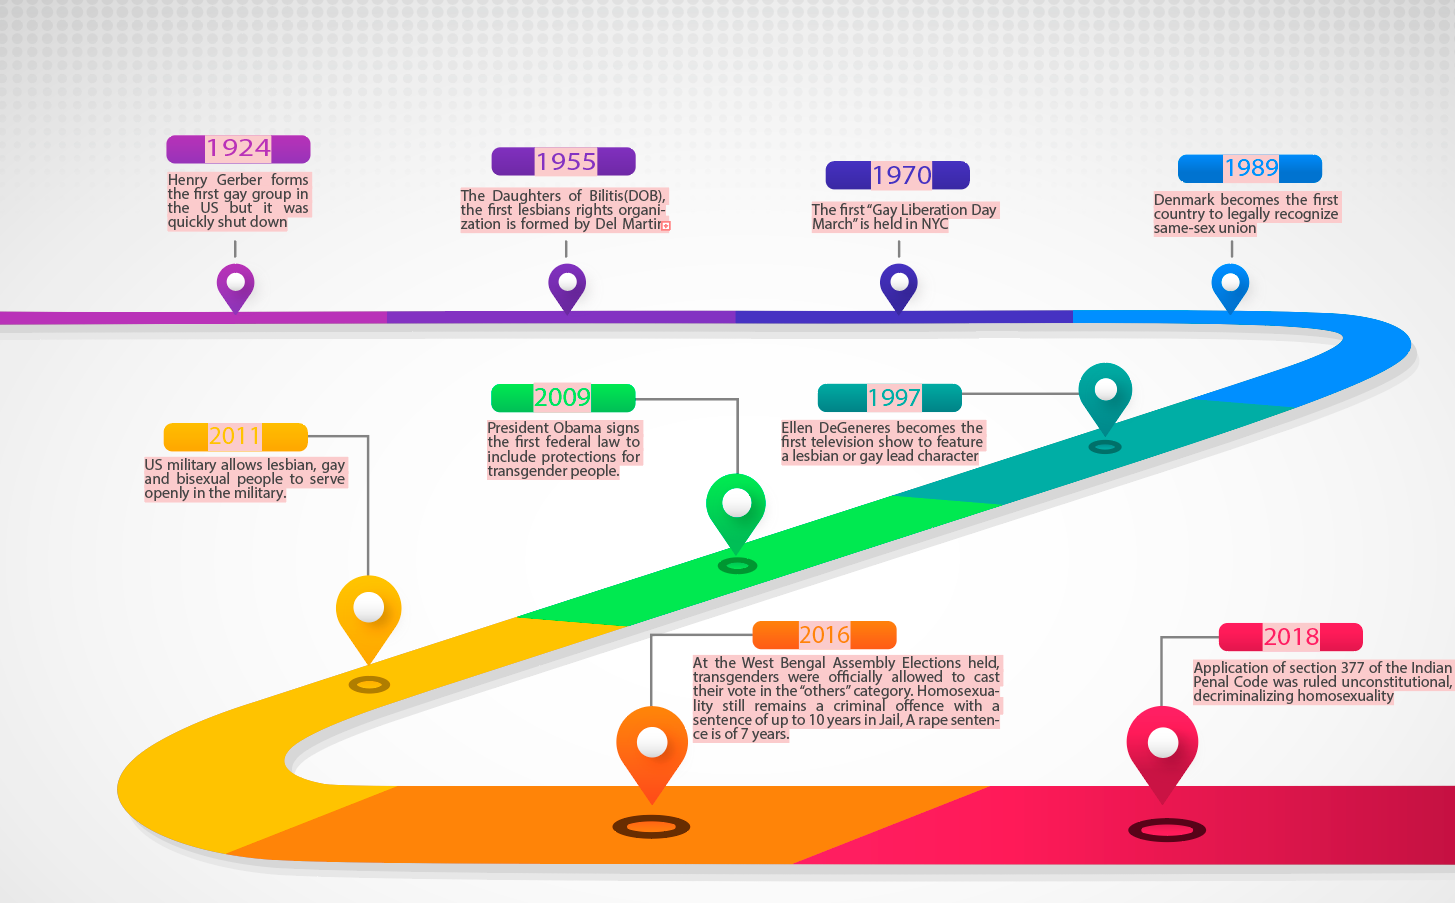 1924
Henry Gerber forms
the first gay group in
the US but it was
quickly shut down
1955
The Daughters of Bilitis(DOB),
the first lesbians rights organi-
zation is formed by Del Martin
1970
The first “Gay Liberation Day
March” is held in NYC
1989
Denmark becomes the first
country to legally recognize
same-sex union
1997
Ellen DeGeneres becomes the
first television show to feature
a lesbian or gay lead character
2009
President Obama signs
the first federal law to
include protections for
transgender people.
2011
US military allows lesbian, gay
and bisexual people to serve
openly in the military.
2016
At the West Bengal Assembly Elections held,
transgenders were officially allowed to cast
their vote in the “others” category. Homosexua-
lity still remains a criminal offence with a
sentence of up to 10 years in Jail, A rape senten-
ce is of 7 years.
2018
Application of section 377 of the Indian
Penal Code was ruled unconstitutional,
decriminalizing homosexuality